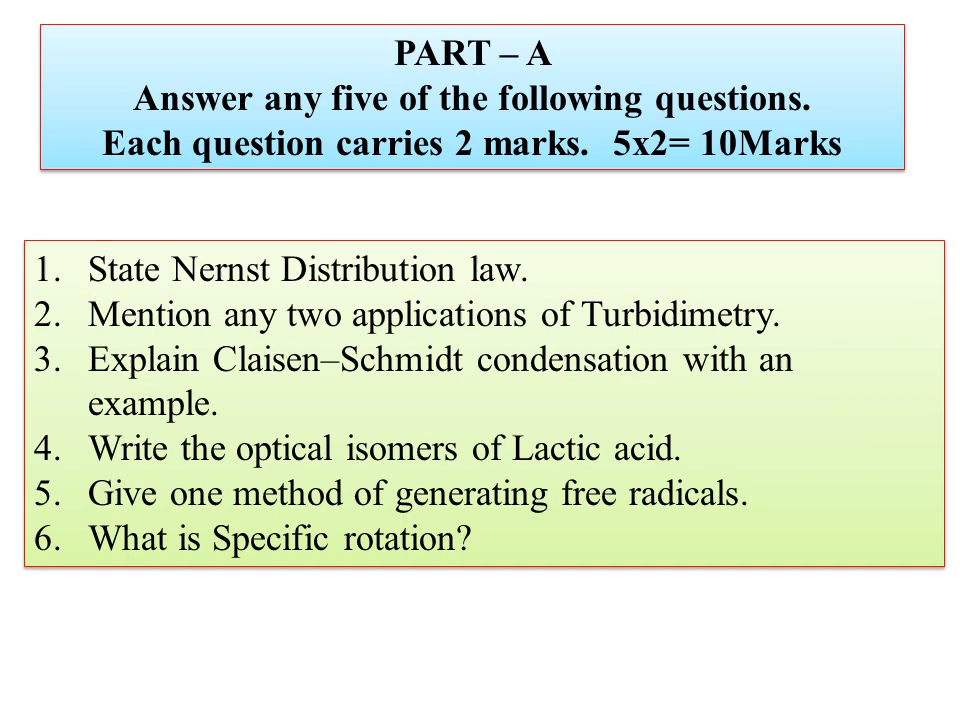 PART – A
Answer any five of the following questions.
Each question carries 2 marks.  5x2= 10Marks
1. State Nernst Distribution law.
2. Mention any two applications of Turbidimetry.
3. Explain Claisen–Schmidt condensation with an
example.
4. Write the optical isomers of Lactic acid.
5. Give one method of generating free radicals.
6. What is Specific rotation?